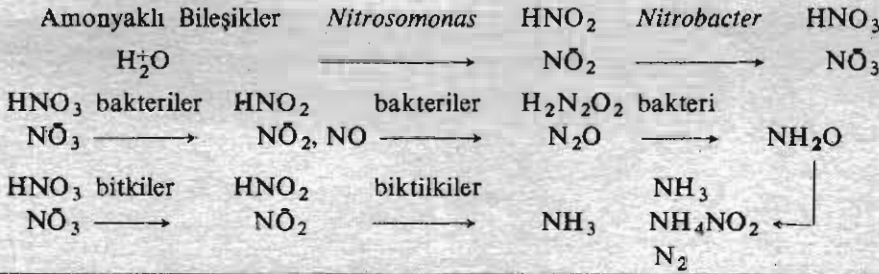 Amonyaklı Bileşikler Nitrosomonas HNO₂ Nitrobacter HNO₃
H₂⁺O ⟶ NŌ₂ ⟶ NŌ₃
HNO₃ bakteriler HNO₂ bakteriler H₂N₂O₂ bakteri
NŌ₃ ⟶ NŌ₂, NO ⟶ N₂O ⟶ NH₂O
HNO₃ bitkiler HNO₂ biktilkiler NH₃
NŌ₃ ⟶ NŌ₂ ⟶ NH₃ NH₄NO₂ ←
N₂